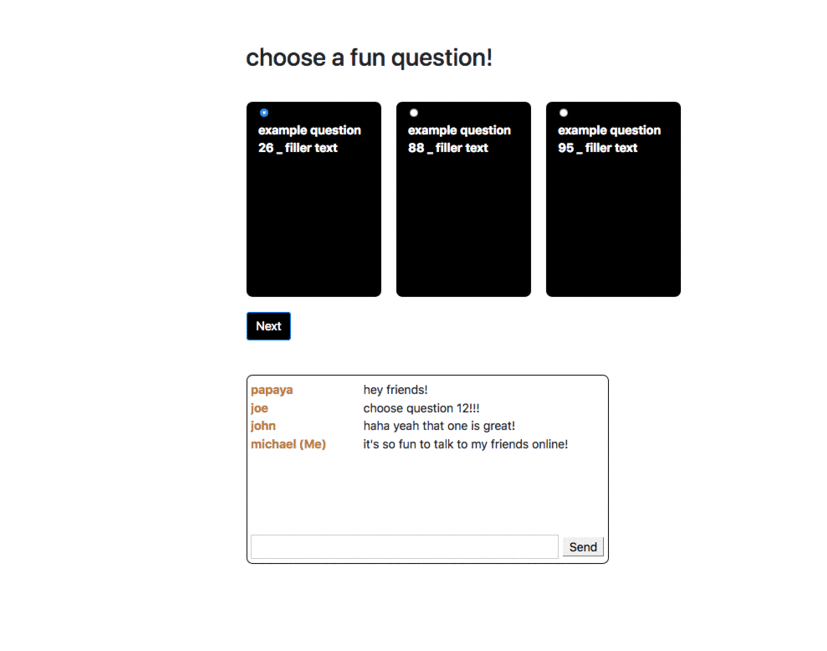 choose a fun question!
example question
26 _ filler text
example question
88 _ filler text
example question
95 _ filler text
Next
papaya hey friends!
joe choose question 12!!!
john haha yeah that one is great!
michael (Me) it's so fun to talk to my friends online!
Send